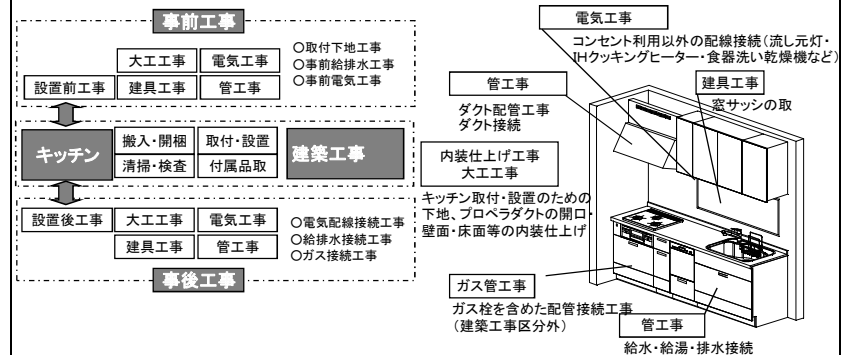 事前工事
大工工事 電気工事
設置前工事 建具工事 管工事
○取付下地工事
○事前給排水工事
○事前電気工事
キッチン
搬入・開梱 取付・設置
清掃・検査 付属品取
建築工事
設置後工事 大工工事 電気工事
建具工事 管工事
○電気配線接続工事
○給排水接続工事
○ガス接続工事
事後工事
電気工事
コンセント利用以外の配線接続(流し元灯・
IHクッキングヒーター・食器洗い乾燥機など)
管工事
ダクト配管工事
ダクト接続
建具工事
窓サッシの取
内装仕上げ工事
大工工事
キッチン取付・設置のための
下地、プロペラダクトの開口・
壁面・床面等の内装仕上げ
ガス管工事
ガス栓を含めた配管接続工事
(建築工事区分外)
管工事
給水・給湯・排水接続